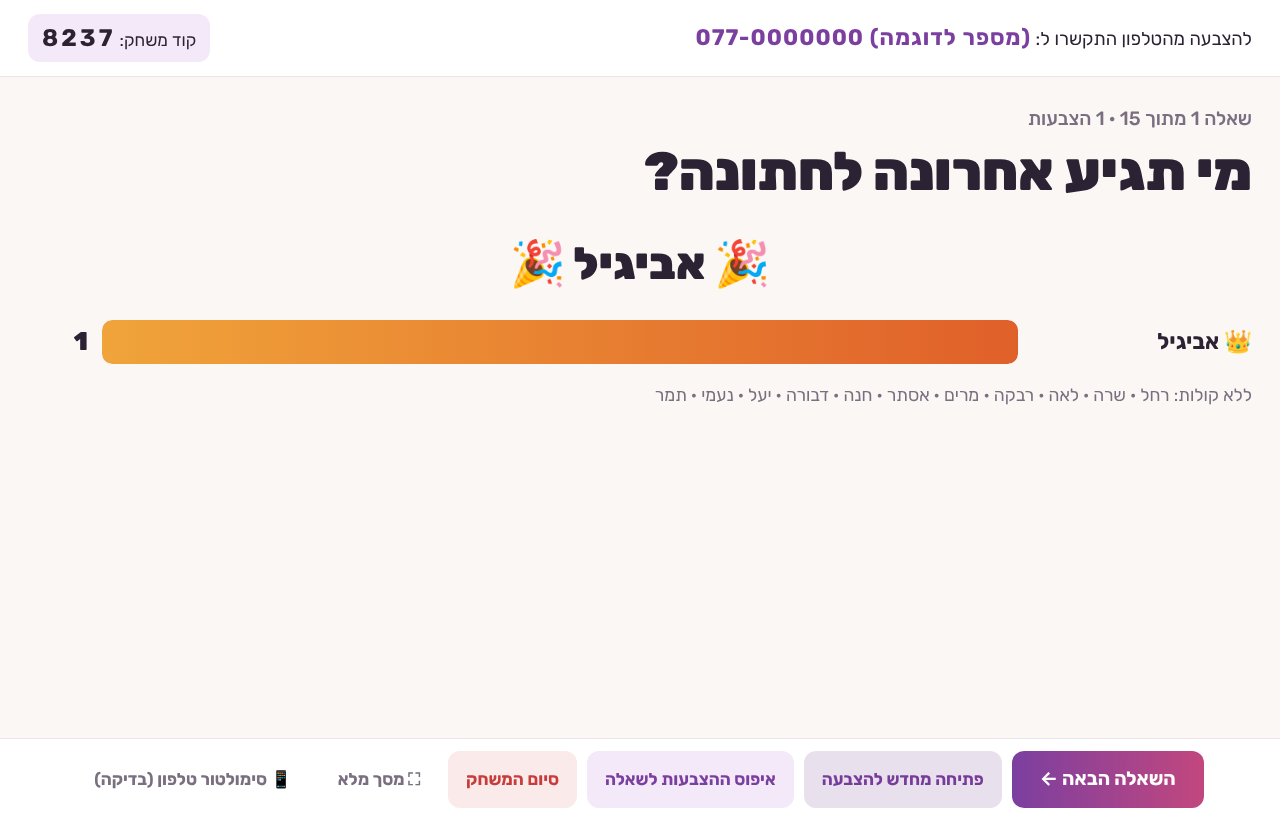 להצבעה מהטלפון התקשרו ל: 077-0000000 (מספר לדוגמה)
קוד משחק: 8237
שאלה 1 מתוך 15 • 1 הצבעות
מי תגיע אחרונה לחתונה?
🎉 אביגיל 🎉
👑 אביגיל 1
ללא קולות: רחל • שרה • לאה • רבקה • מרים • אסתר • חנה • דבורה • יעל • נעמי • תמר
השאלה הבאה ←
פתיחה מחדש להצבעה
איפוס ההצבעות לשאלה
סיום המשחק
⛶ מסך מלא
📱 סימולטור טלפון (בדיקה)